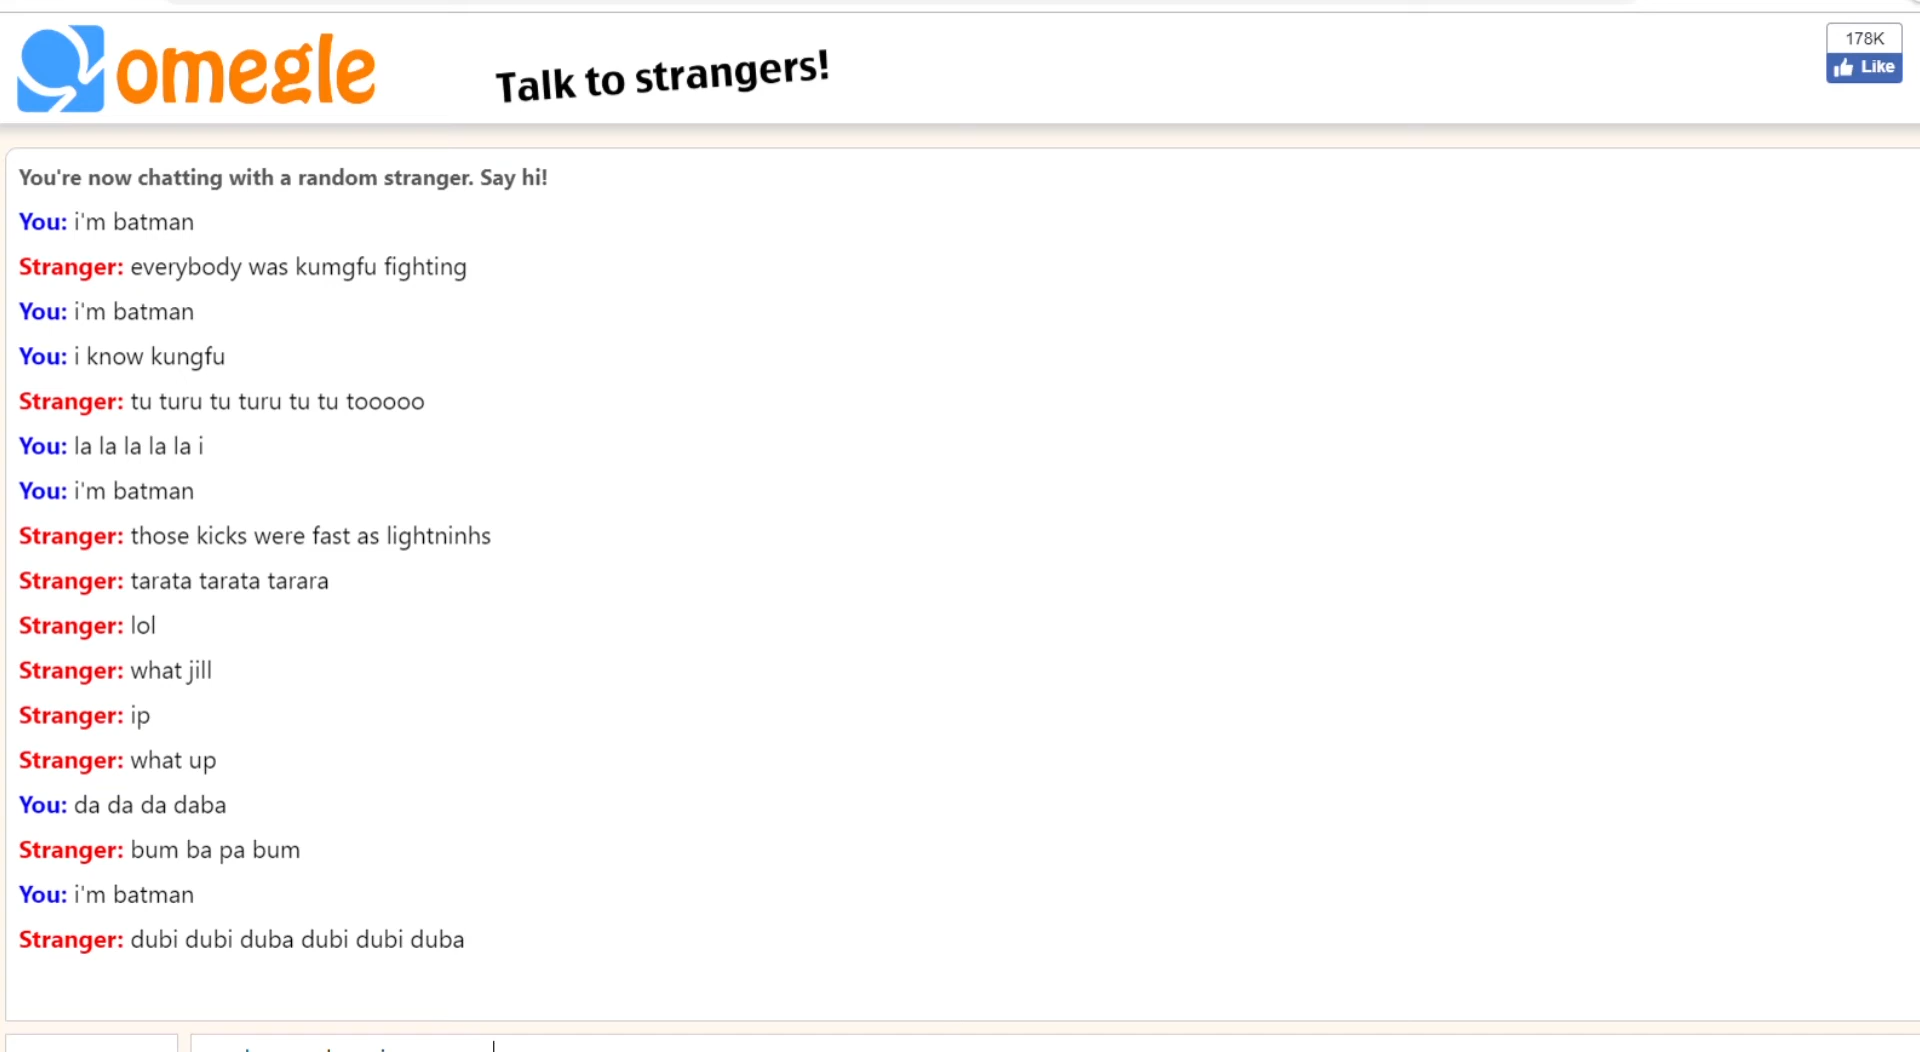 omegle
Talk to strangers!
178K
Like
You're now chatting with a random stranger. Say hi!
You: i'm batman
Stranger: everybody was kumgfu fighting
You: i'm batman
You: i know kungfu
Stranger: tu turu tu turu tu tu tooooo
You: la la la la la i
You: i'm batman
Stranger: those kicks were fast as lightninhs
Stranger: tarata tarata tarara
Stranger: lol
Stranger: what jill
Stranger: ip
Stranger: what up
You: da da da daba
Stranger: bum ba pa bum
You: i'm batman
Stranger: dubi dubi duba dubi dubi duba